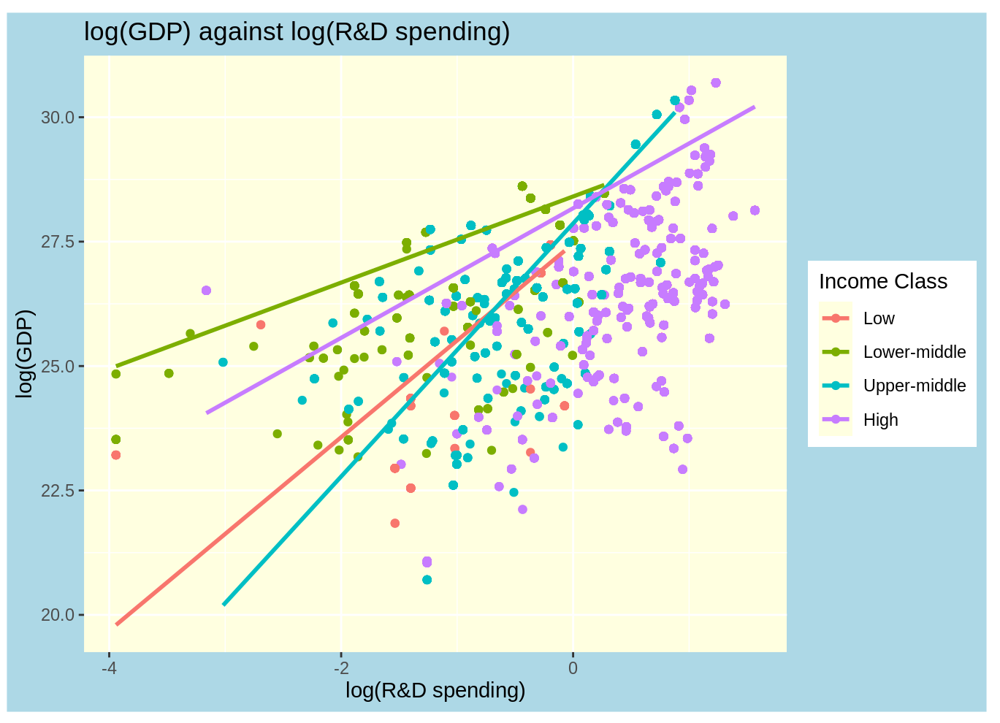 log(GDP) against log(R&D spending)
30.0
27.5
25.0
22.5
20.0
log(GDP)
-4
-2
0
log(R&D spending)
Income Class
Low
Lower-middle
Upper-middle
High